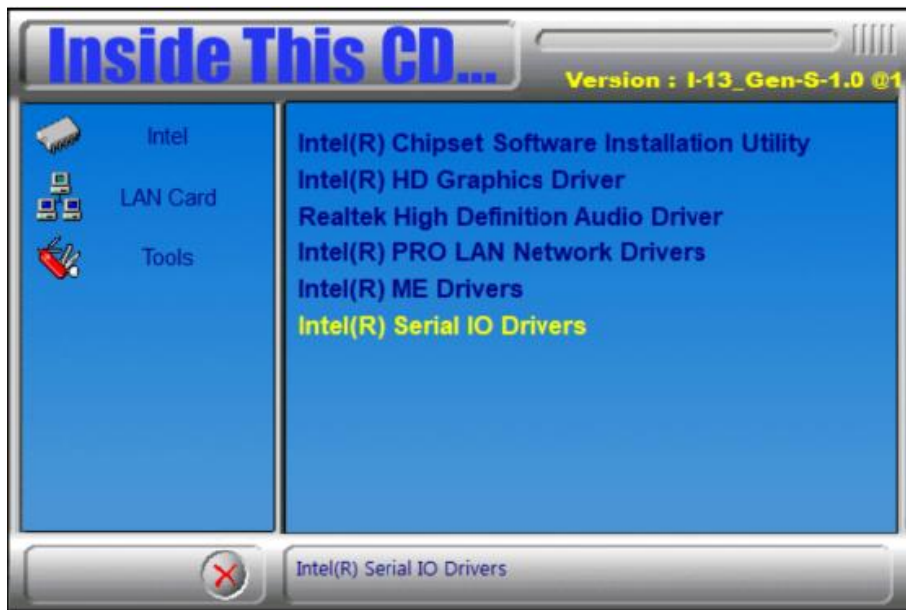 Inside This CD...
Version : I-13_Gen-S-1.0 @1
Intel
LAN Card
Tools
Intel(R) Chipset Software Installation Utility
Intel(R) HD Graphics Driver
Realtek High Definition Audio Driver
Intel(R) PRO LAN Network Drivers
Intel(R) ME Drivers
Intel(R) Serial IO Drivers
Intel(R) Serial IO Drivers